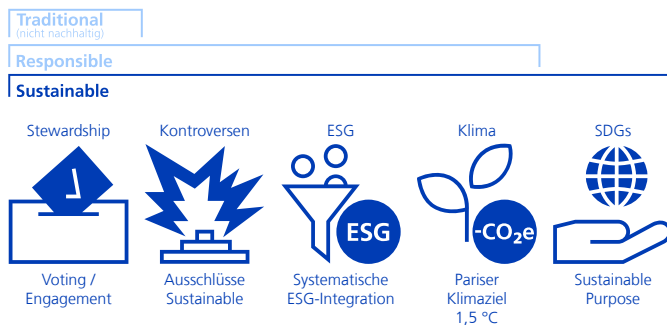 Traditional
(nicht nachhaltig)
Responsible
Sustainable
Stewardship
Kontroversen
ESG
Klima
SDGs
ESG
-CO₂e
Voting /
Engagement
Ausschlüsse
Sustainable
Systematische
ESG-Integration
Pariser
Klimaziel
1,5 °C
Sustainable
Purpose